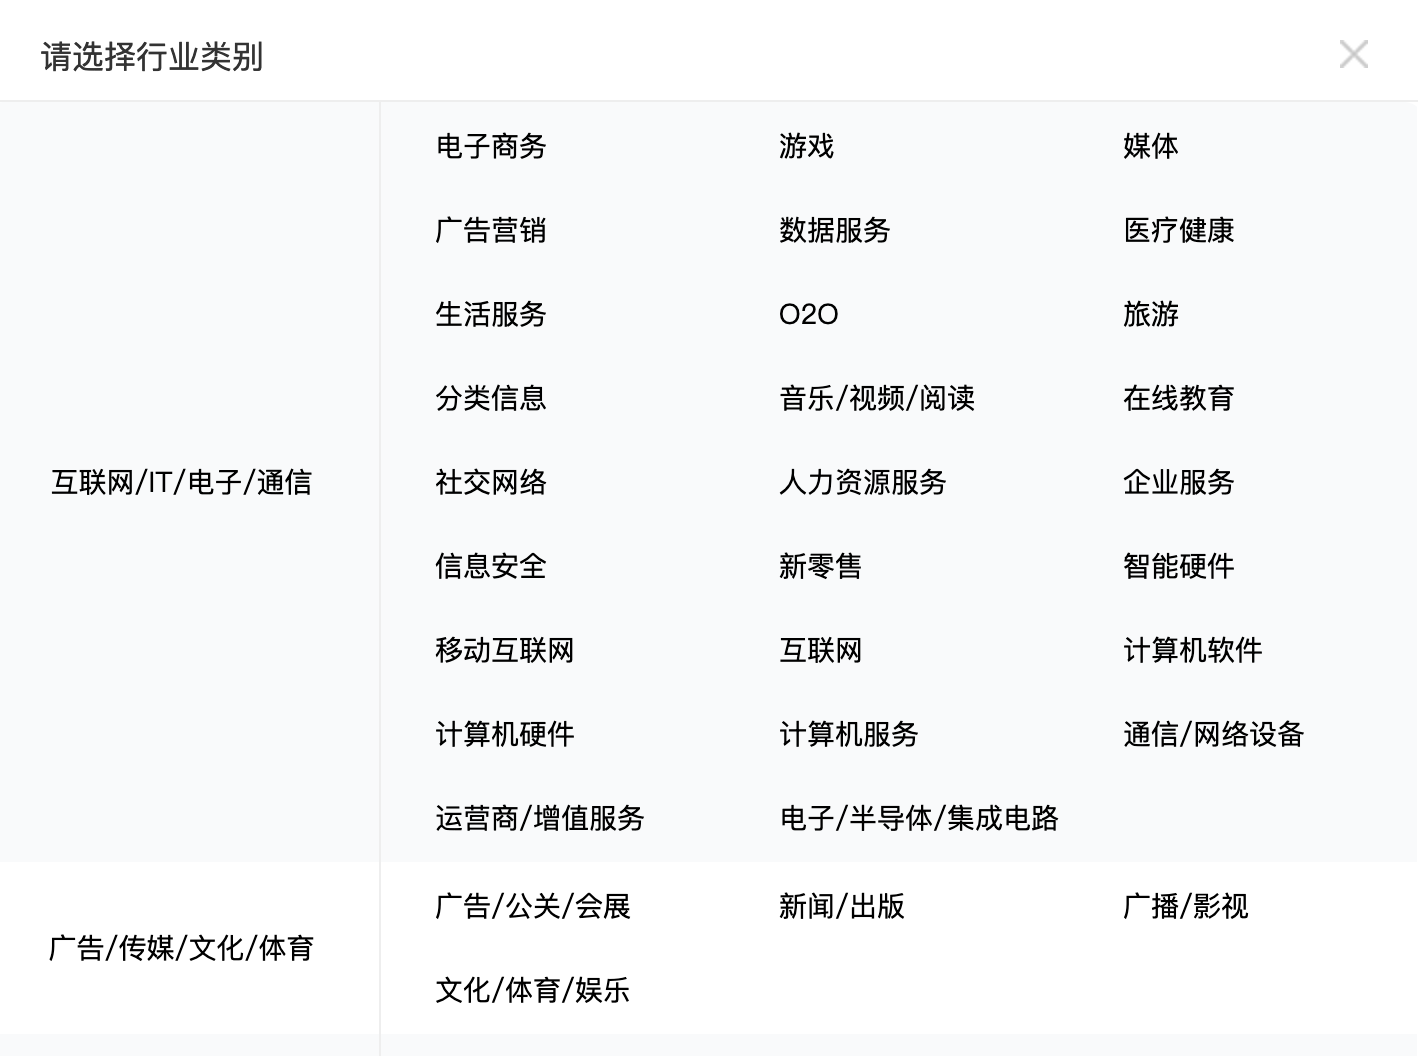 请选择行业类别
电子商务 游戏 媒体
广告营销 数据服务 医疗健康
生活服务 O2O 旅游
分类信息 音乐/视频/阅读 在线教育
互联网/IT/电子/通信 社交网络 人力资源服务 企业服务
信息安全 新零售 智能硬件
移动互联网 互联网 计算机软件
计算机硬件 计算机服务 通信/网络设备
运营商/增值服务 电子/半导体/集成电路
广告/公关/会展 新闻/出版 广播/影视
广告/传媒/文化/体育
文化/体育/娱乐